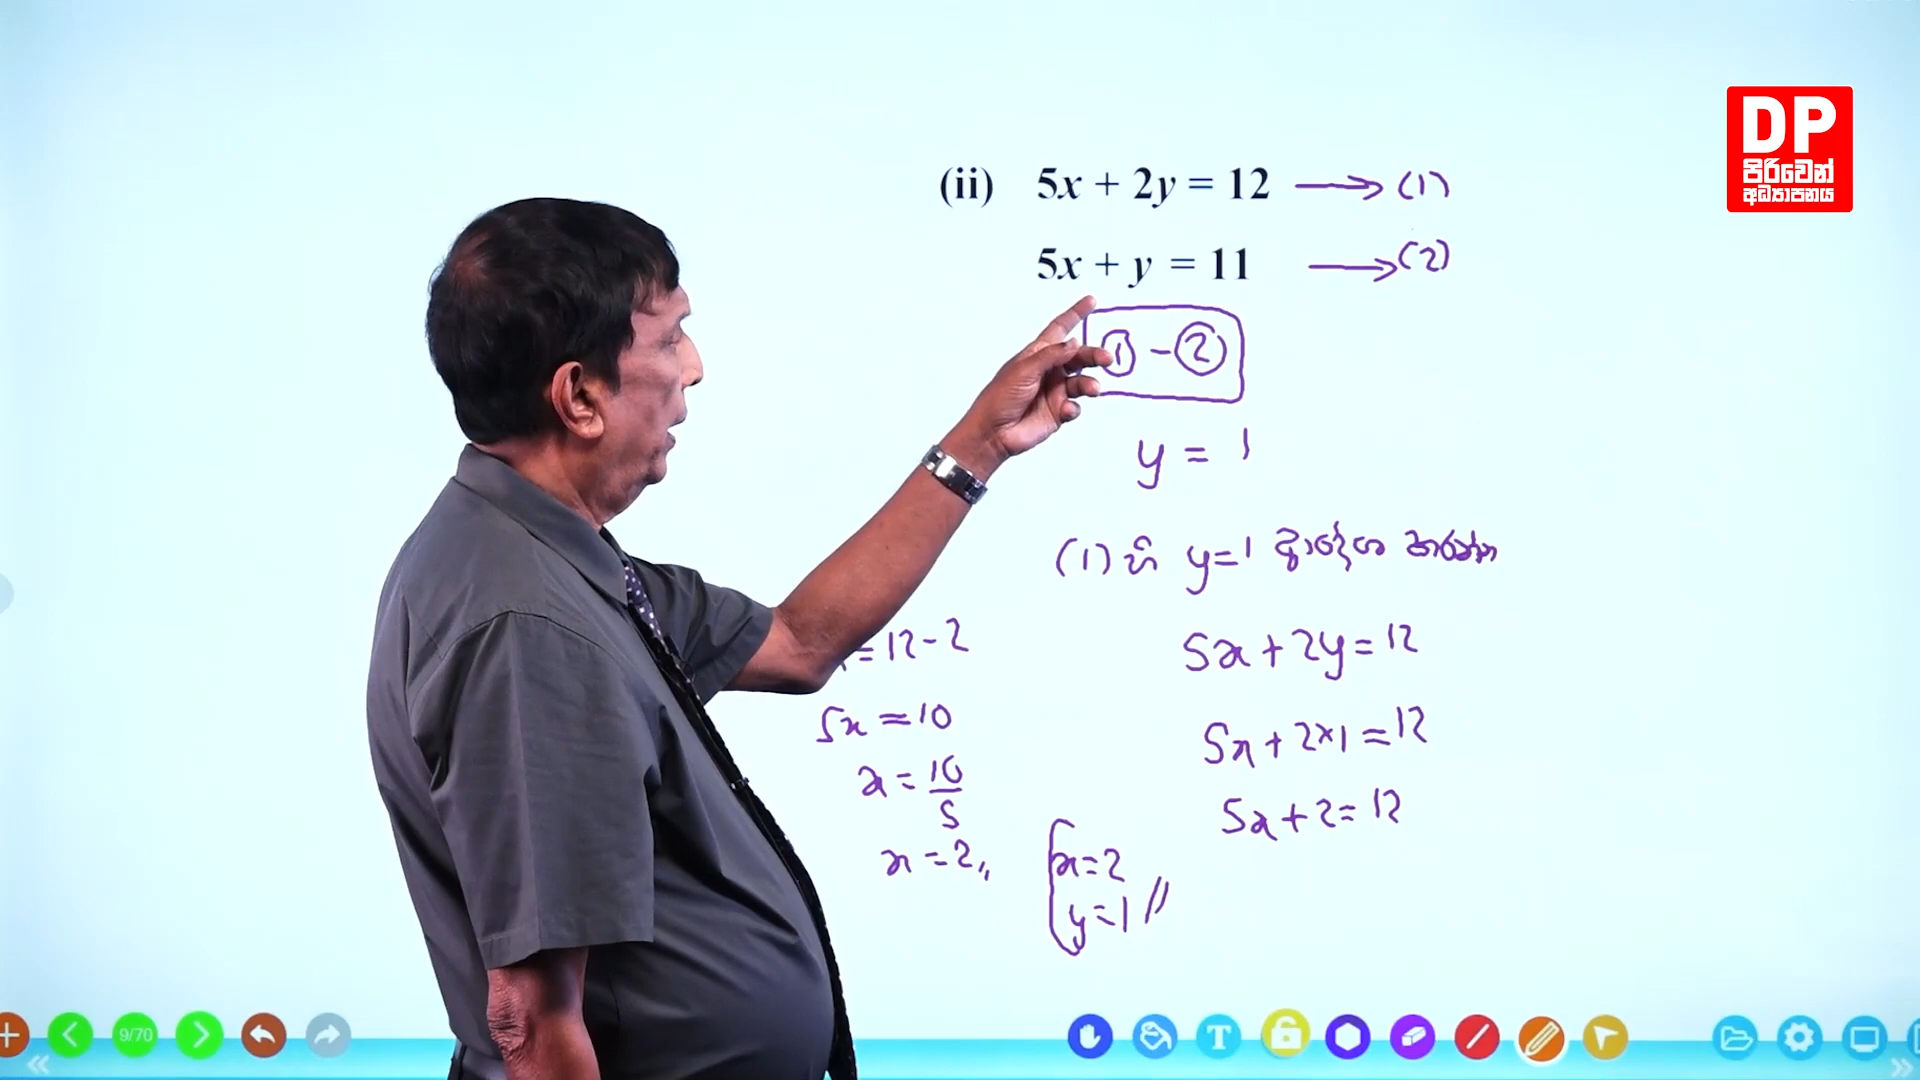 DP
පිරිවෙන්
අධ්‍යාපනය
(ii) 5x + 2y = 12 → (1)
5x + y = 11 → (2)
① - ②
y = 1
(1) හි y=1 ආදේශ කරන්න
5x + 2y = 12
5x + 2×1 = 12
5x + 2 = 12
= 12 - 2
5x = 10
x = 10/5
x = 2,,
x = 2
y = 1 //
9/70
T